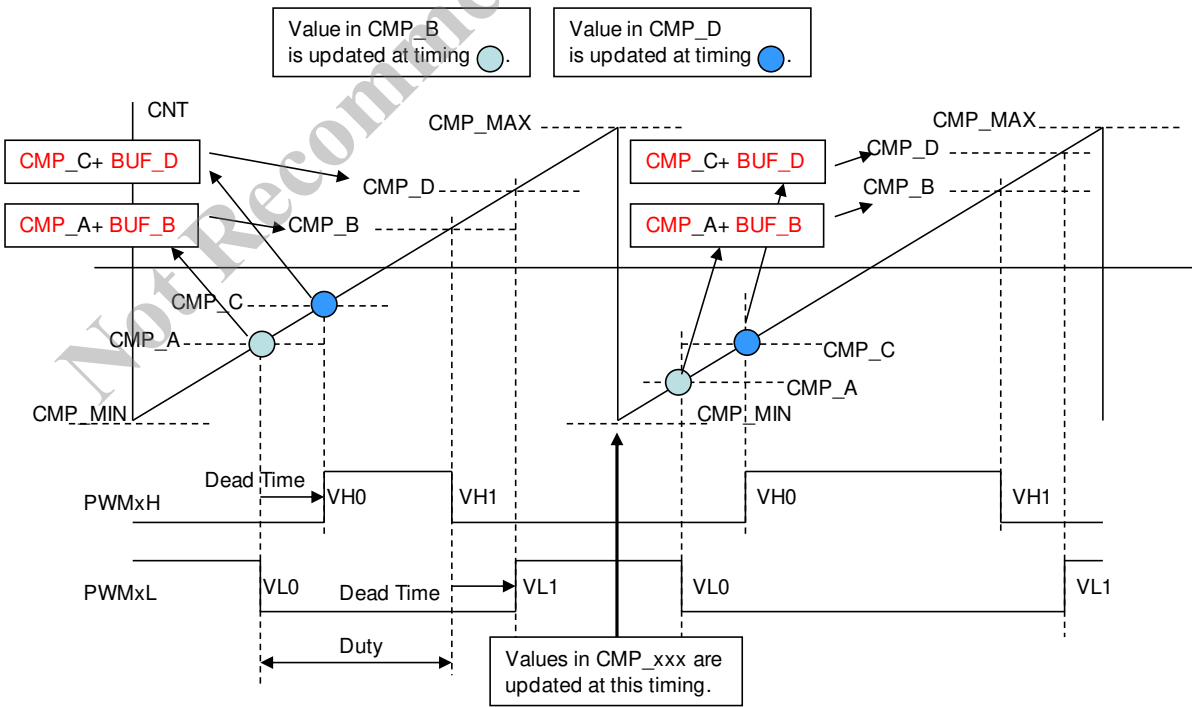 Value in CMP_B
is updated at timing .
Value in CMP_D
is updated at timing .
CNT
CMP_MAX
CMP_MAX
CMP_C+ BUF_D
CMP_D
CMP_C+ BUF_D
CMP_D
CMP_A+ BUF_B
CMP_B
CMP_A+ BUF_B
CMP_B
CMP_C
CMP_A
CMP_C
CMP_A
CMP_MIN
CMP_MIN
Dead Time
PWMxH
VH0
VH1
VH0
VH1
PWMxL
VL0
Dead Time
VL1
VL0
VL1
Duty
Values in CMP_xxx are
updated at this timing.
Not Recomme